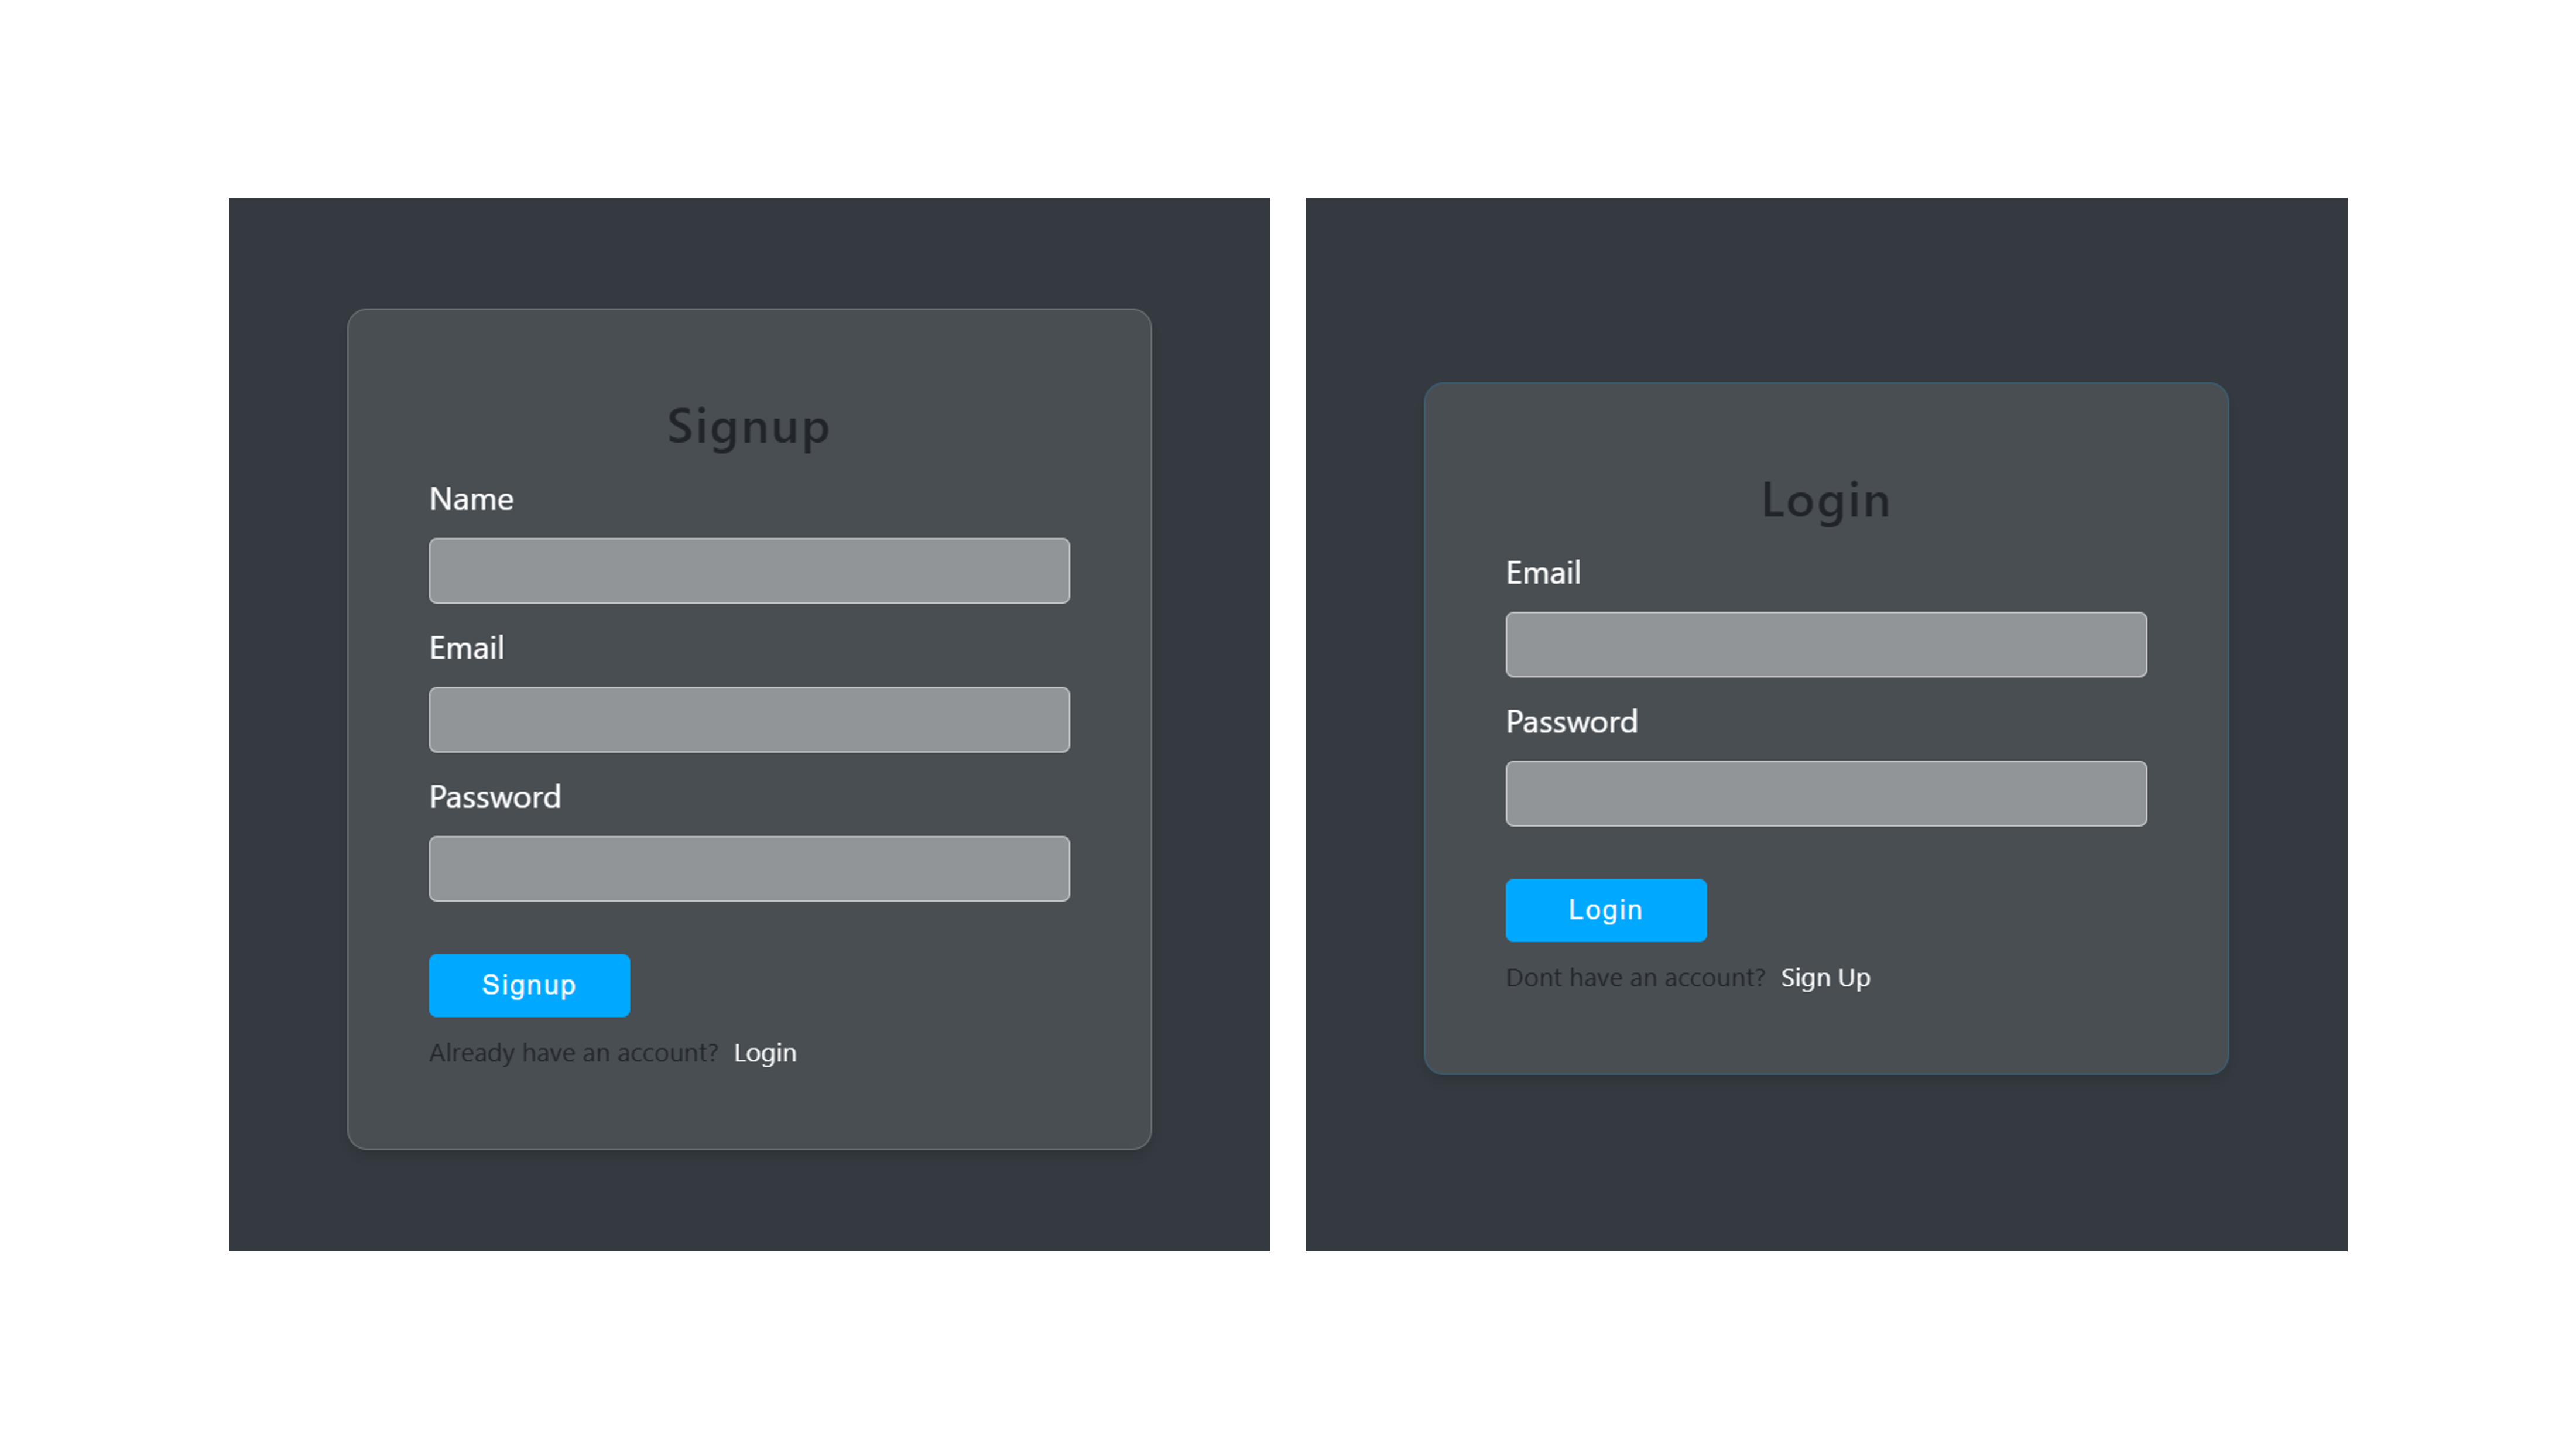 Signup
Name
Email
Password
Signup
Already have an account? Login
Login
Email
Password
Login
Dont have an account? Sign Up